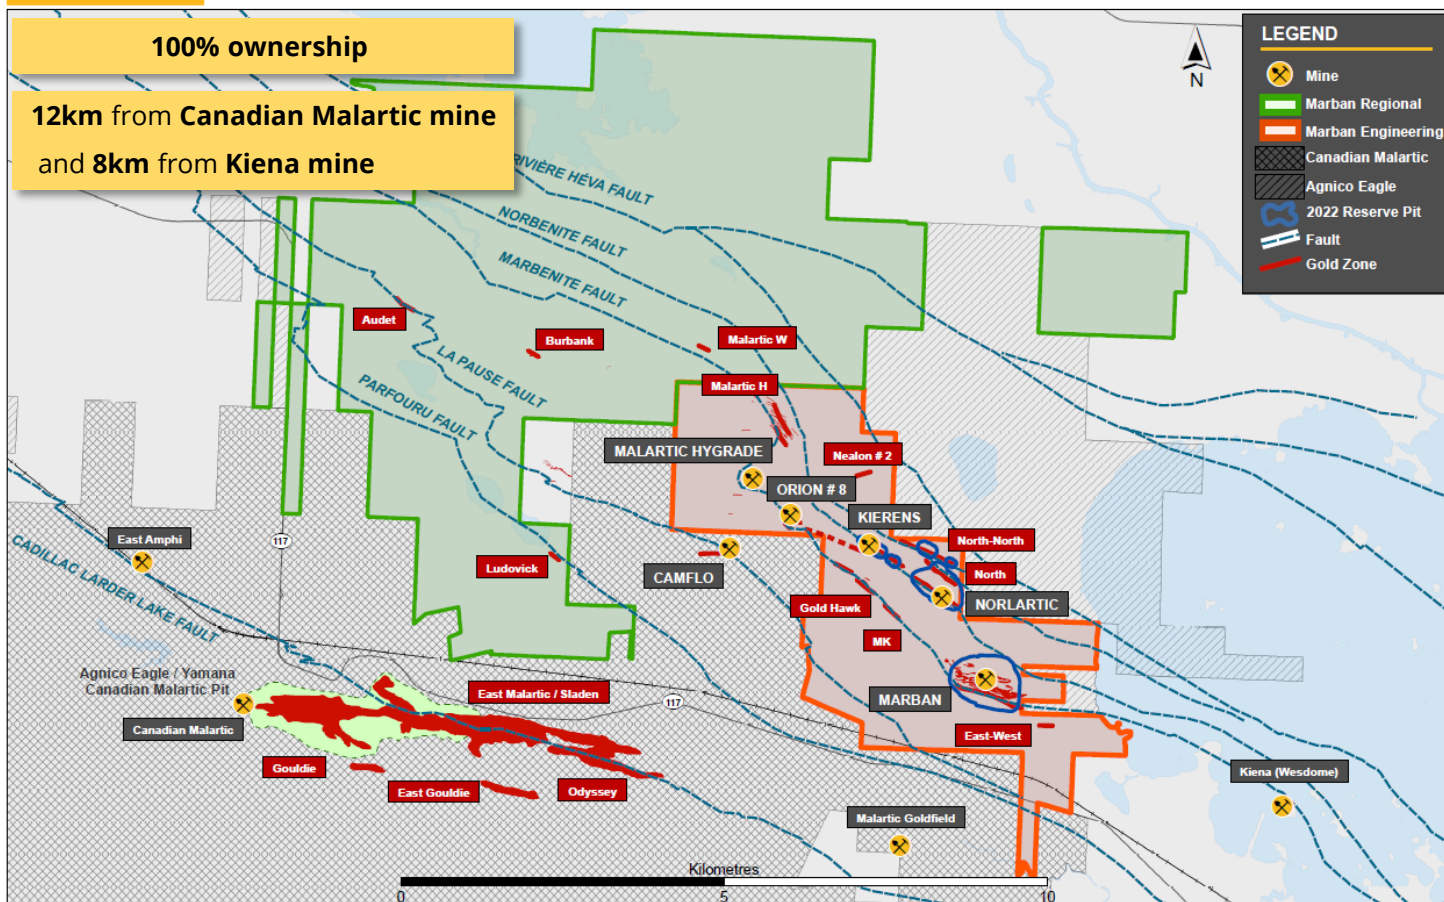 100% ownership
12km from Canadian Malartic mine
and 8km from Kiena mine
N
LEGEND
Mine
Marban Regional
Marban Engineering
Canadian Malartic
Agnico Eagle
2022 Reserve Pit
Fault
Gold Zone
RIVIÈRE HÉVA FAULT
NORBENITE FAULT
MARBENITE FAULT
LA PAUSE FAULT
PARFOURU FAULT
CADILLAC LARDER LAKE FAULT
Audet
Burbank
Malartic W
Malartic H
MALARTIC HYGRADE
Nealon # 2
ORION # 8
KIERENS
East Amphi
117
North-North
Ludovick
CAMFLO
North
Gold Hawk
NORLARTIC
MK
Agnico Eagle / Yamana
Canadian Malartic Pit
East Malartic / Sladen
117
MARBAN
Canadian Malartic
East-West
Gouldie
East Gouldie
Odyssey
Kiena (Wesdome)
Malartic Goldfield
Kilometres
0
5
10